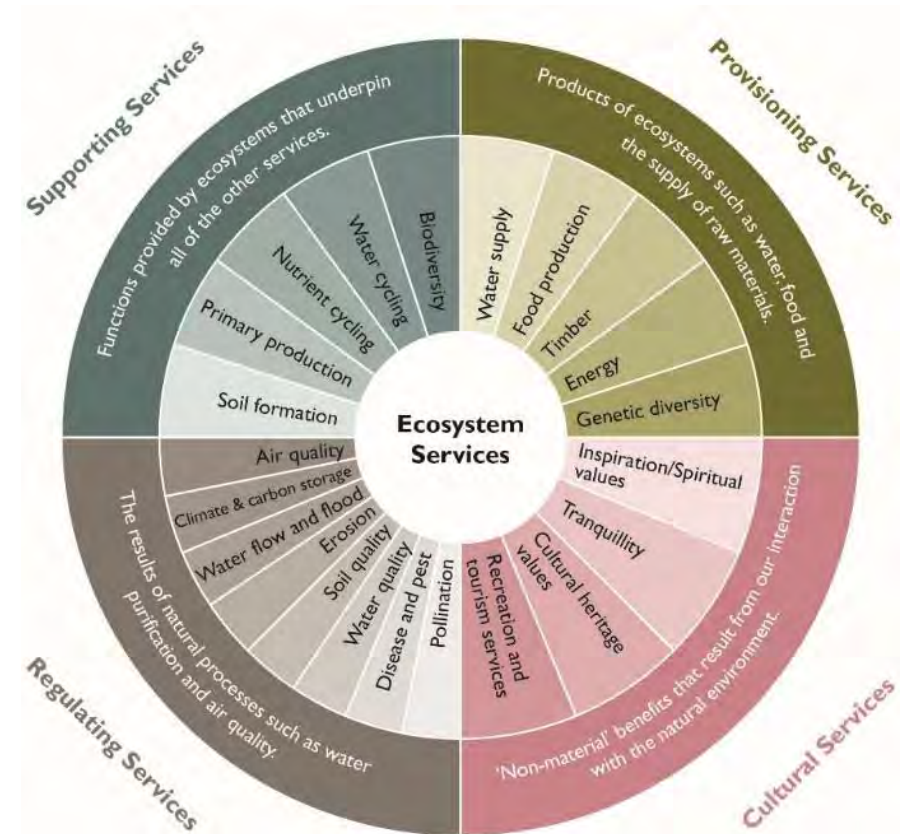 Supporting Services
Functions provided by ecosystems that underpin
all of the other services.
Soil formation
Primary production
Nutrient cycling
Water cycling
Biodiversity
Provisioning Services
Products of ecosystems such as water, food and
the supply of raw materials.
Water supply
Food production
Timber
Energy
Genetic diversity
Ecosystem
Services
Cultural Services
'Non-material' benefits that result from our interaction
with the natural environment.
Inspiration/Spiritual
values
Tranquillity
Cultural heritage
values
Recreation and
tourism services
Regulating Services
The results of natural processes such as water
purification and air quality.
Air quality
Climate & carbon storage
Water flow and flood
Erosion
Soil quality
Water quality
Disease and pest
Pollination